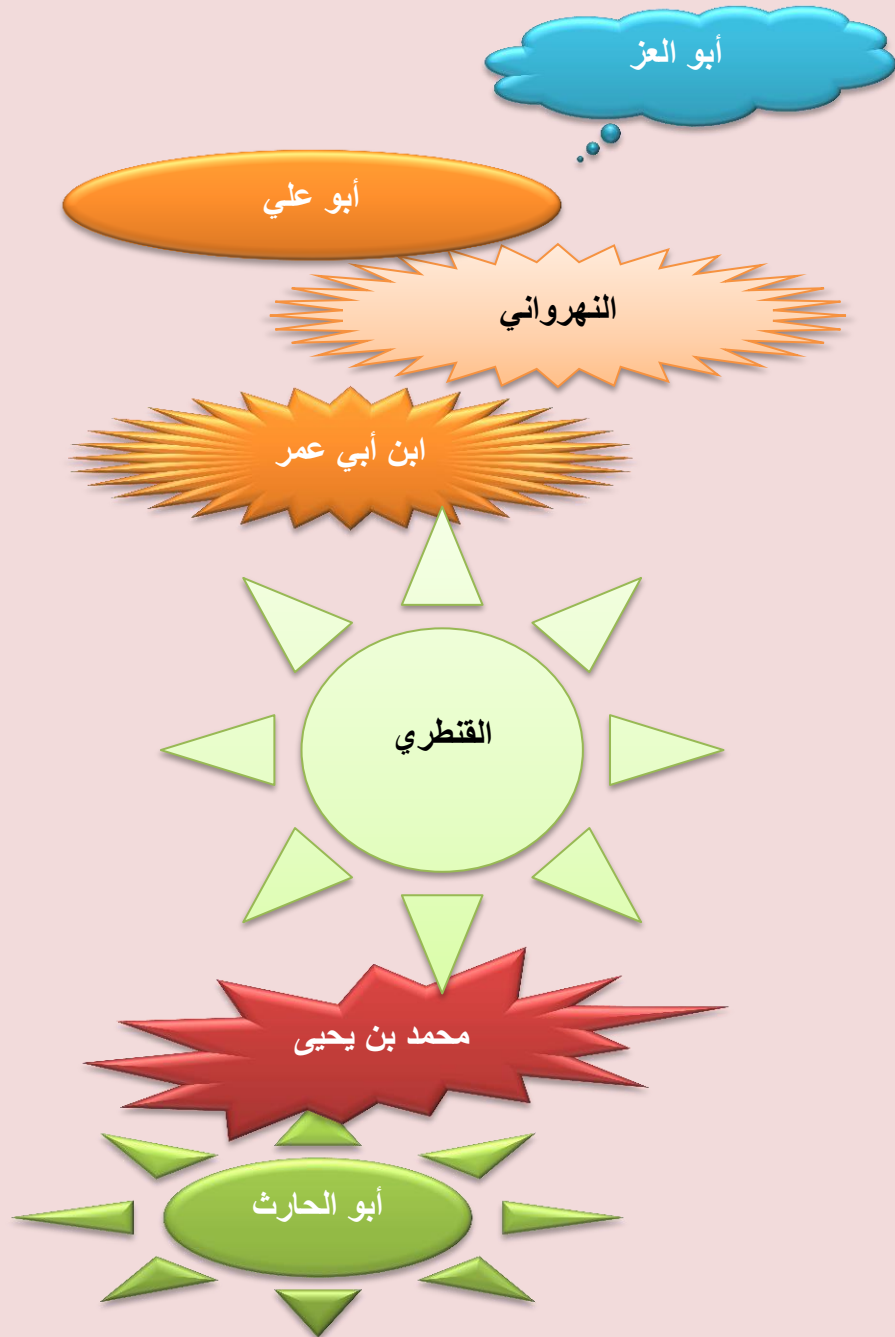 أبو العز
أبو علي
النهرواني
ابن أبي عمر
القنطري
محمد بن يحيى
أبو الحارث